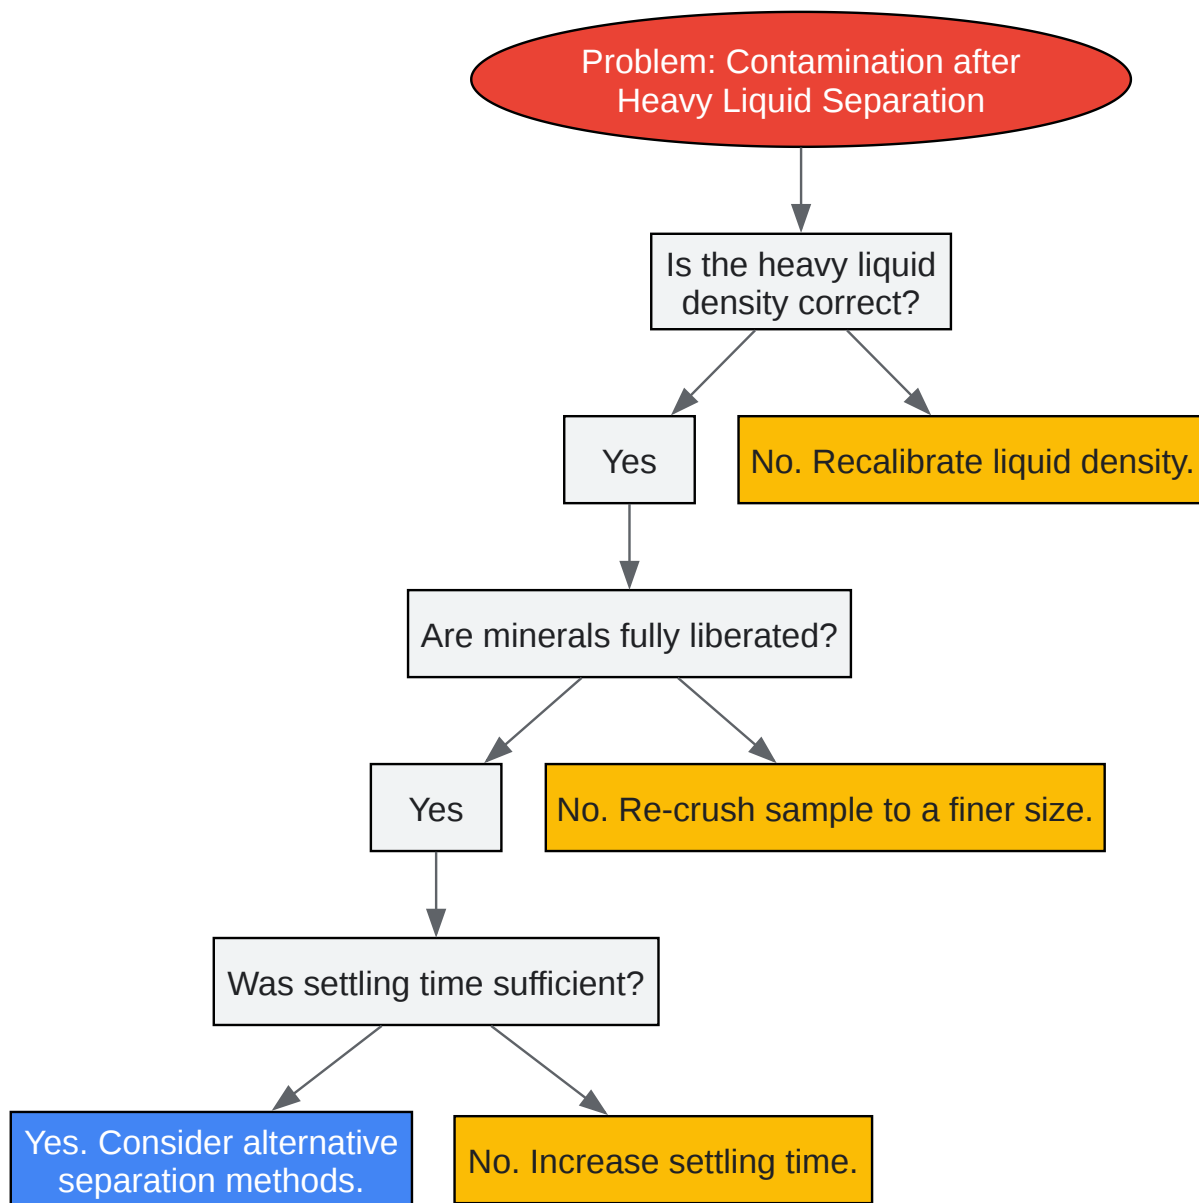 Problem: Contamination after
Heavy Liquid Separation
Is the heavy liquid
density correct?
Yes
No. Recalibrate liquid density.
Are minerals fully liberated?
Yes
No. Re-crush sample to a finer size.
Was settling time sufficient?
Yes. Consider alternative
separation methods.
No. Increase settling time.